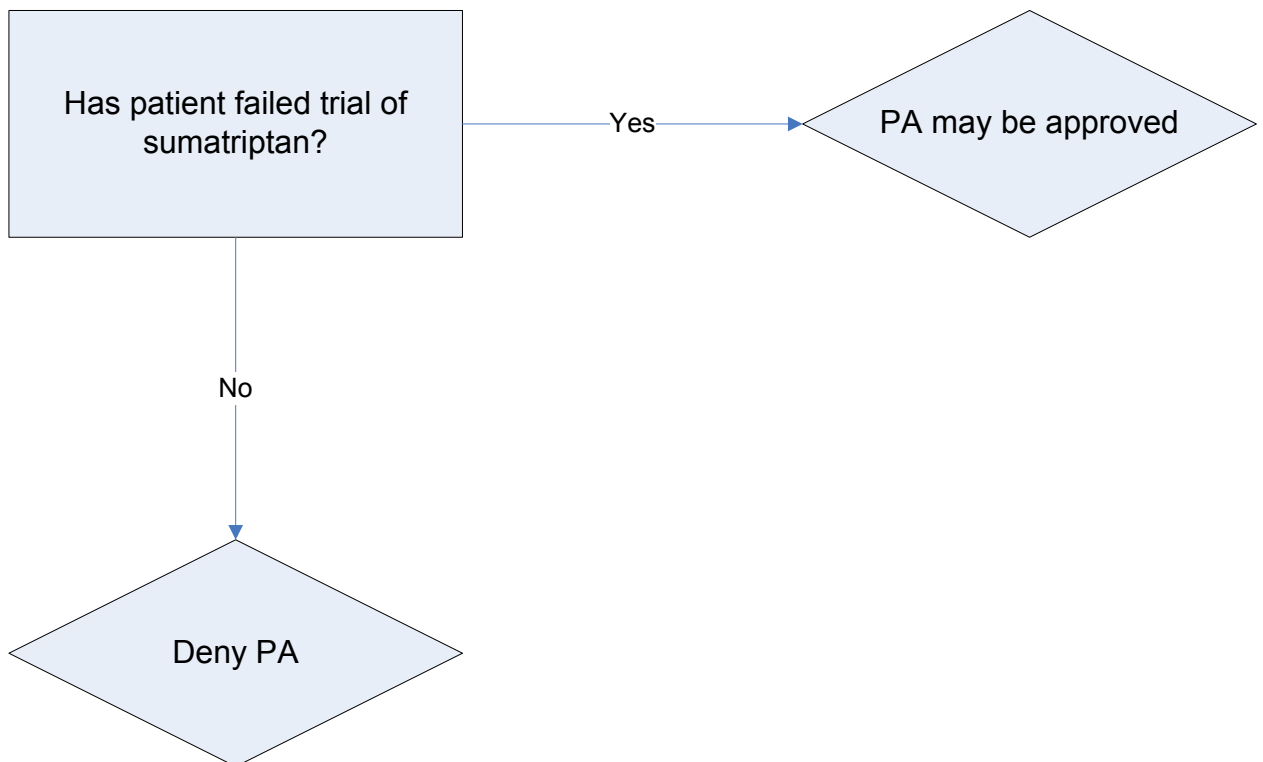 Has patient failed trial of
sumatriptan?
Yes
PA may be approved
No
Deny PA